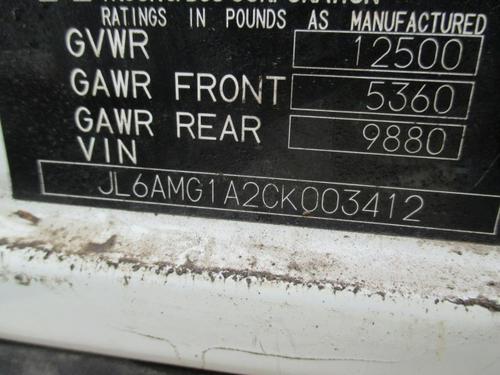 RATINGS IN POUNDS AS MANUFACTURED
GVWR 12500
GAWR FRONT 5360
GAWR REAR 9880
VIN
JL6AMG1A2CK003412